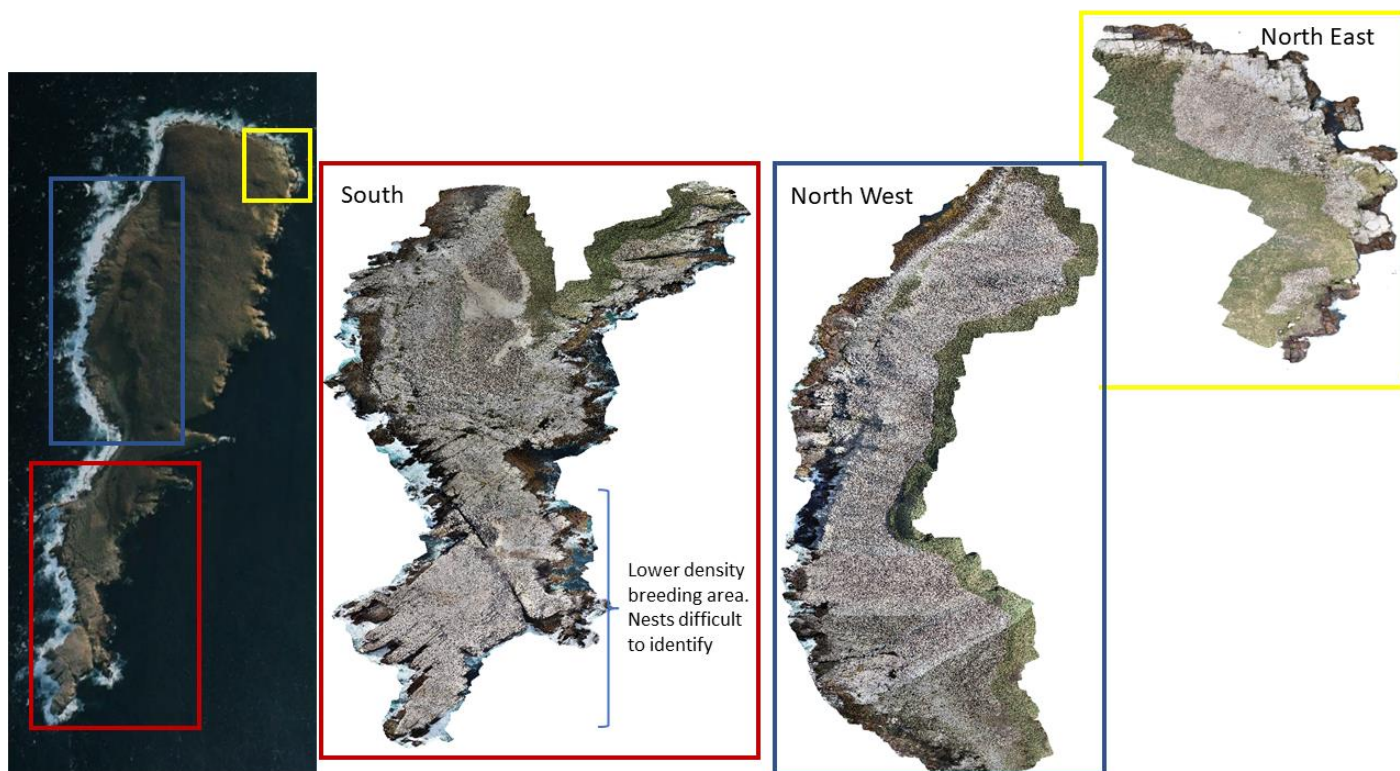 North East
South
North West
Lower density
breeding area.
Nests difficult
to identify